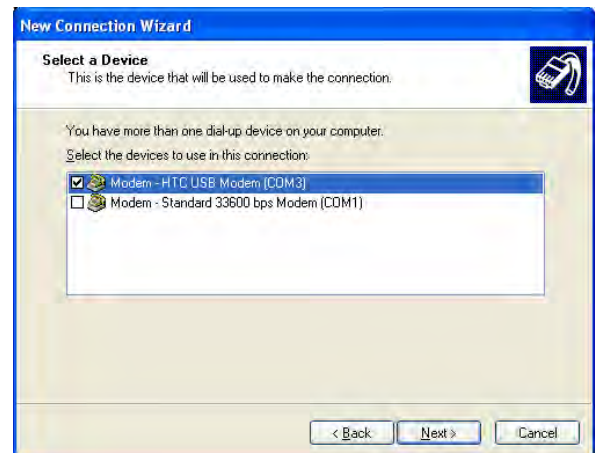 New Connection Wizard
Select a Device
This is the device that will be used to make the connection.
You have more than one dial-up device on your computer.
Select the devices to use in this connection:
Modem - HTC USB Modem (COM3)
Modem - Standard 33600 bps Modem (COM1)
< Back Next > Cancel